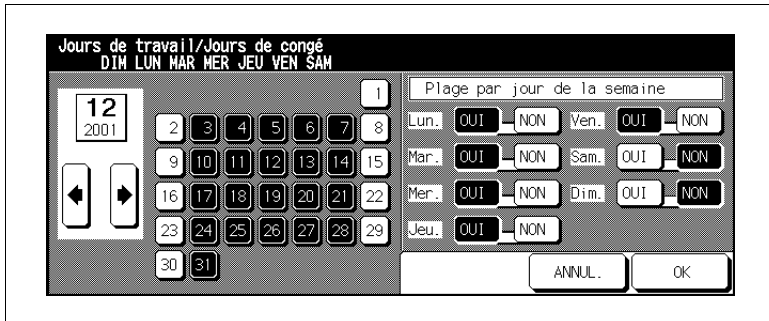 Jours de travail/Jours de congé
DIM LUN MAR MER JEU VEN SAM
12
2001
1
2 3 4 5 6 7 8
9 10 11 12 13 14 15
16 17 18 19 20 21 22
23 24 25 26 27 28 29
30 31
Plage par jour de la semaine
Lun. OUI NON Ven. OUI NON
Mar. OUI NON Sam. OUI NON
Mer. OUI NON Dim. OUI NON
Jeu. OUI NON
ANNUL. OK